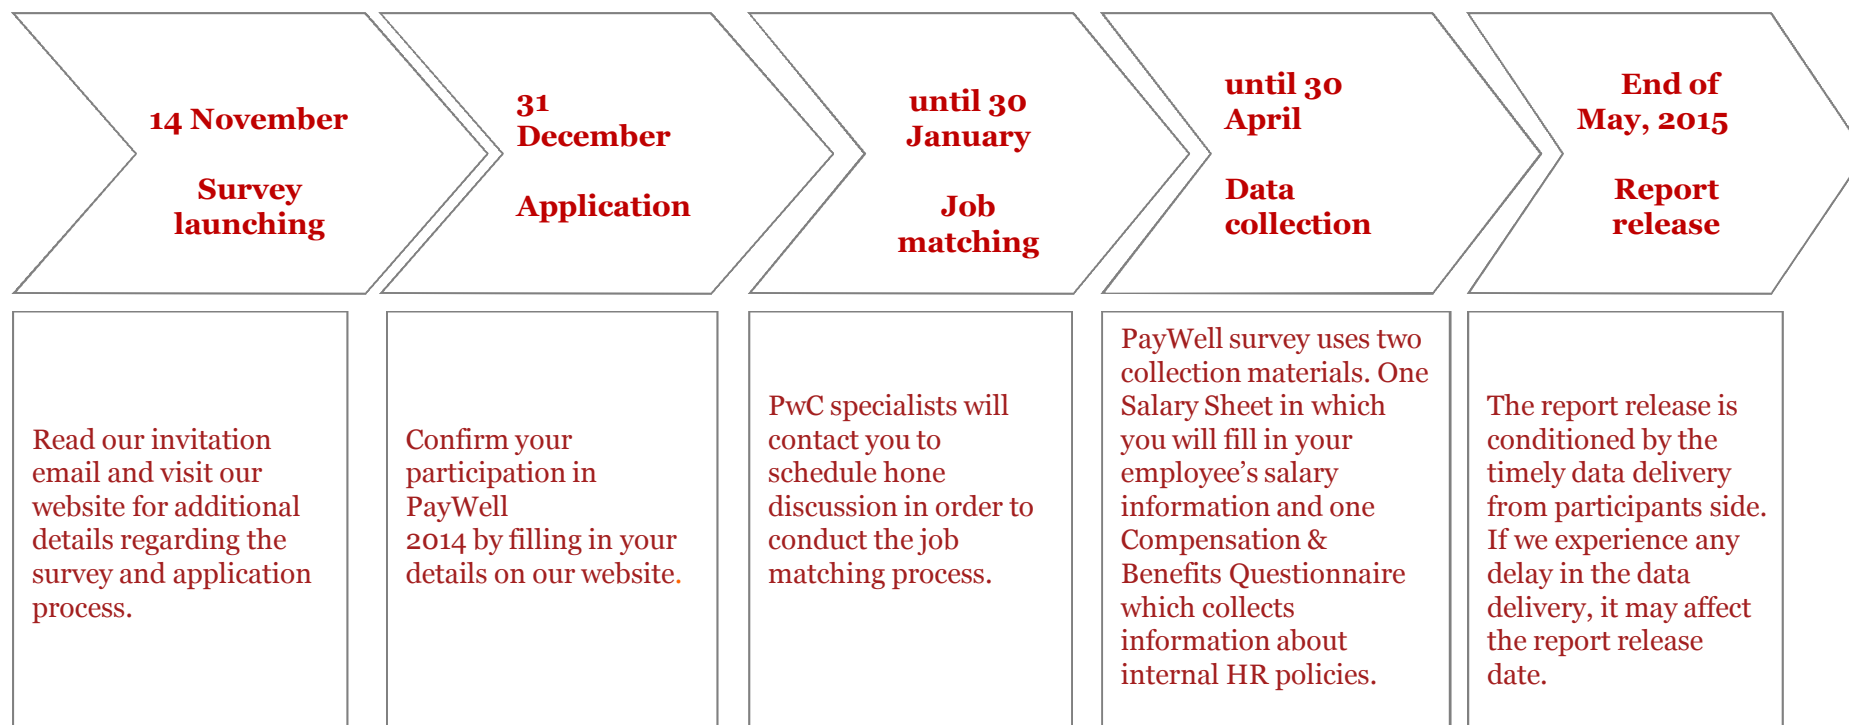 14 November
Survey
launching
31
December
Application
until 30
January
Job
matching
until 30
April
Data
collection
End of
May, 2015
Report
release
Read our invitation
email and visit our
website for additional
details regarding the
survey and application
process.
Confirm your
participation in
PayWell
2014 by filling in your
details on our website.
PwC specialists will
contact you to
schedule hone
discussion in order to
conduct the job
matching process.
PayWell survey uses two
collection materials. One
Salary Sheet in which
you will fill in your
employee’s salary
information and one
Compensation &
Benefits Questionnaire
which collects
information about
internal HR policies.
The report release is
conditioned by the
timely data delivery
from participants side.
If we experience any
delay in the data
delivery, it may affect
the report release
date.